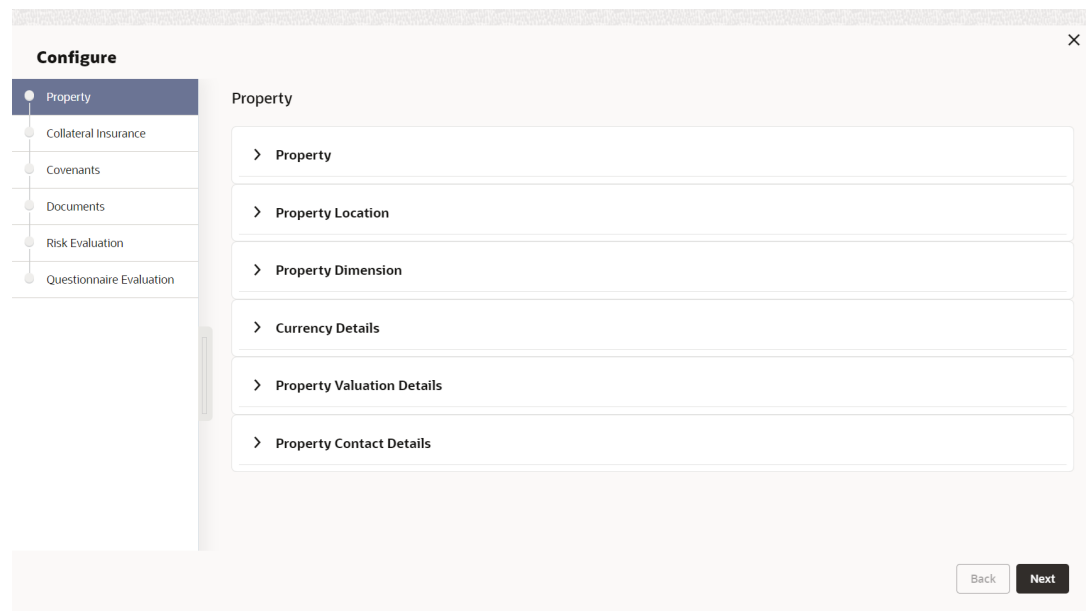 Configure
Property
Collateral Insurance
Covenants
Documents
Risk Evaluation
Questionnaire Evaluation
Property
Property
Property Location
Property Dimension
Currency Details
Property Valuation Details
Property Contact Details
Back
Next